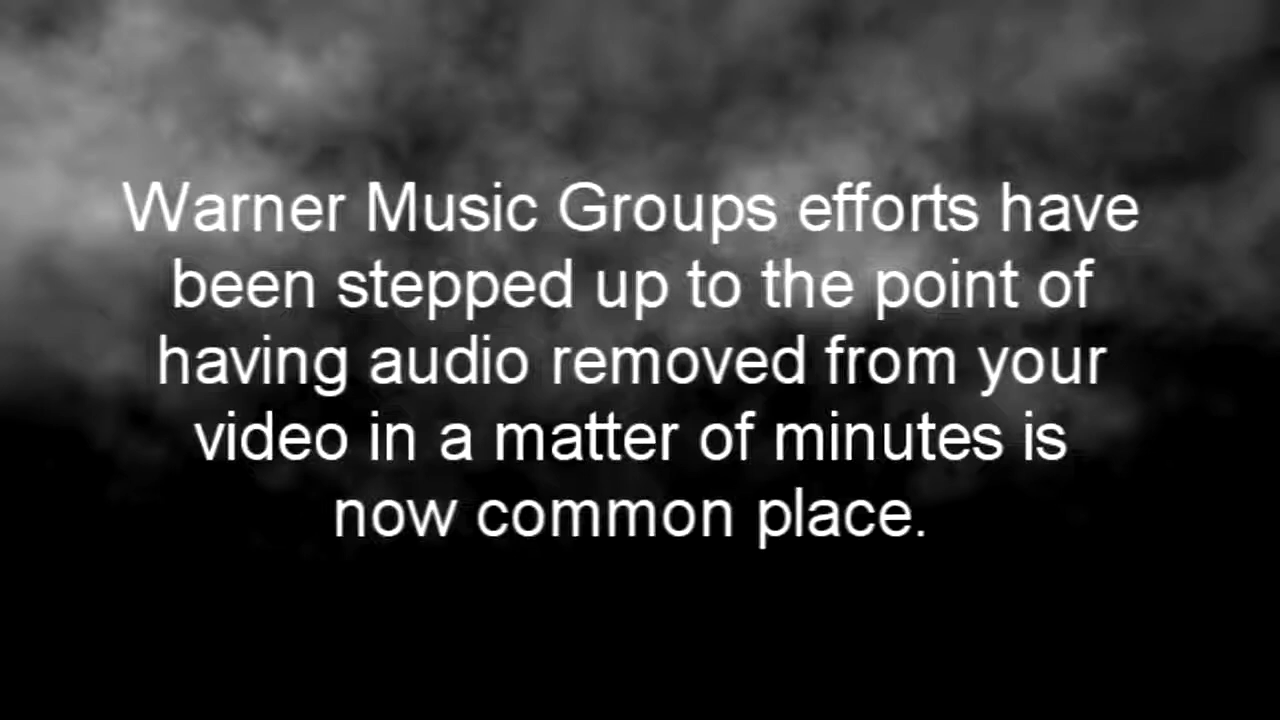 Warner Music Groups efforts have
been stepped up to the point of
having audio removed from your
video in a matter of minutes is
now common place.